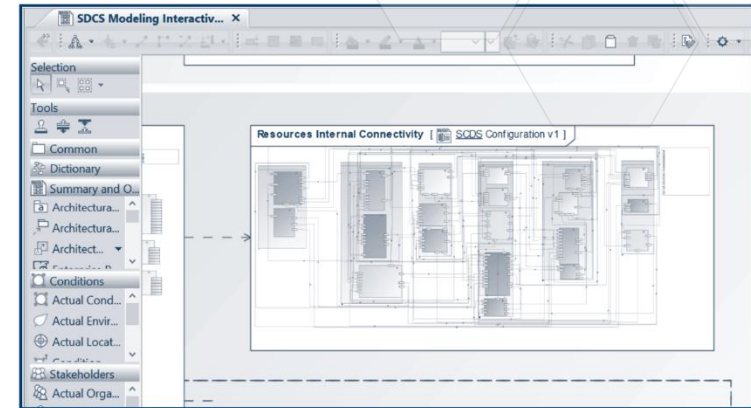 SDCS Modeling Interactiv... ×
Selection
Tools
Common
Dictionary
Summary and O...
Architectura...
Architectura...
Architect...
Conditions
Actual Cond...
Actual Envir...
Actual Locat...
Condition
Stakeholders
Actual Orga...
Resources Internal Connectivity [ SCDS Configuration v1 ]